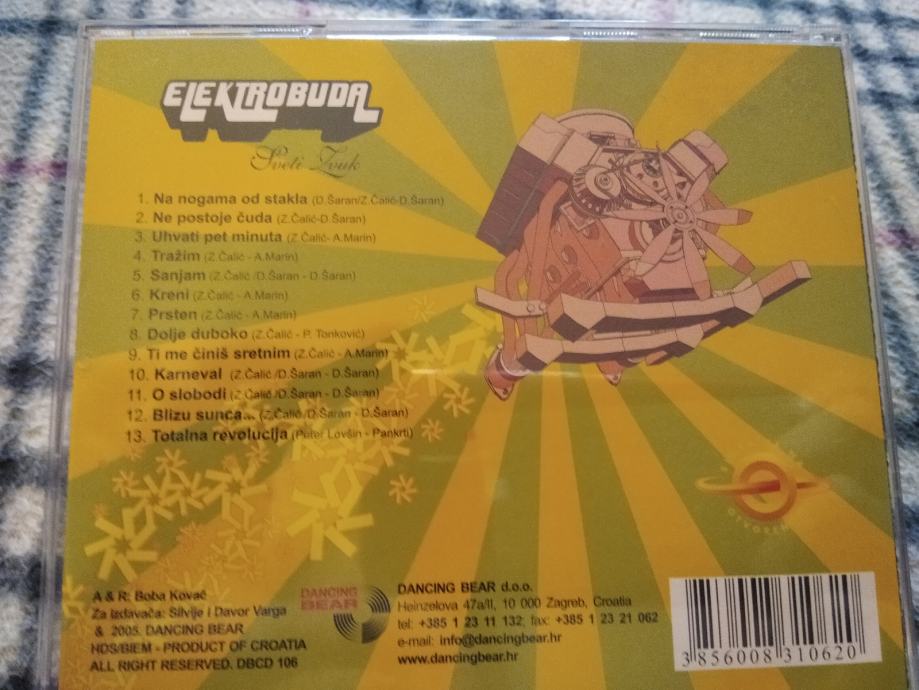 ELEKTROBUDA
Sveti Zvuk
1. Na nogama od stakla (D.Šaran/Z.Čalić-D.Šaran)
2. Ne postoje čuda (Z.Čalić-D.Šaran)
3. Uhvati pet minuta (Z.Čalić- A.Marin)
4. Tražim (Z.Čalić - A.Marin)
5. Sanjam (Z.Čalić /D.Šaran - D.Šaran)
6. Kreni (Z.Čalić - A.Marin)
7. Prsten (Z.Čalić - A.Marin)
8. Dolje duboko (Z.Čalić - P. Tonković)
9. Ti me činiš sretnim (Z.Čalić - A.Marin)
10. Karneval (Z.Čalić /D.Šaran - D.Šaran)
11. O slobodi (Z.Čalić /D.Šaran - D.Šaran)
12. Blizu sunca... (Z.Čalić /D.Šaran - D.Šaran)
13. Totalna revolucija (Peter Lovšin - Pankrti)
A & R: Boba Kovač
Za izdavača: Silvije i Davor Varga
& 2005. DANCING BEAR
HDS/BIEM - PRODUCT OF CROATIA
ALL RIGHT RESERVED. DBCD 106
DANCING
BEAR
DANCING BEAR d.o.o.
Heinzelova 47a/II, 10 000 Zagreb, Croatia
tel: +385 1 23 11 132; fax: +385 1 23 21 062
e-mail: info@dancingbear.hr
www.dancingbear.hr
3 856008 310620